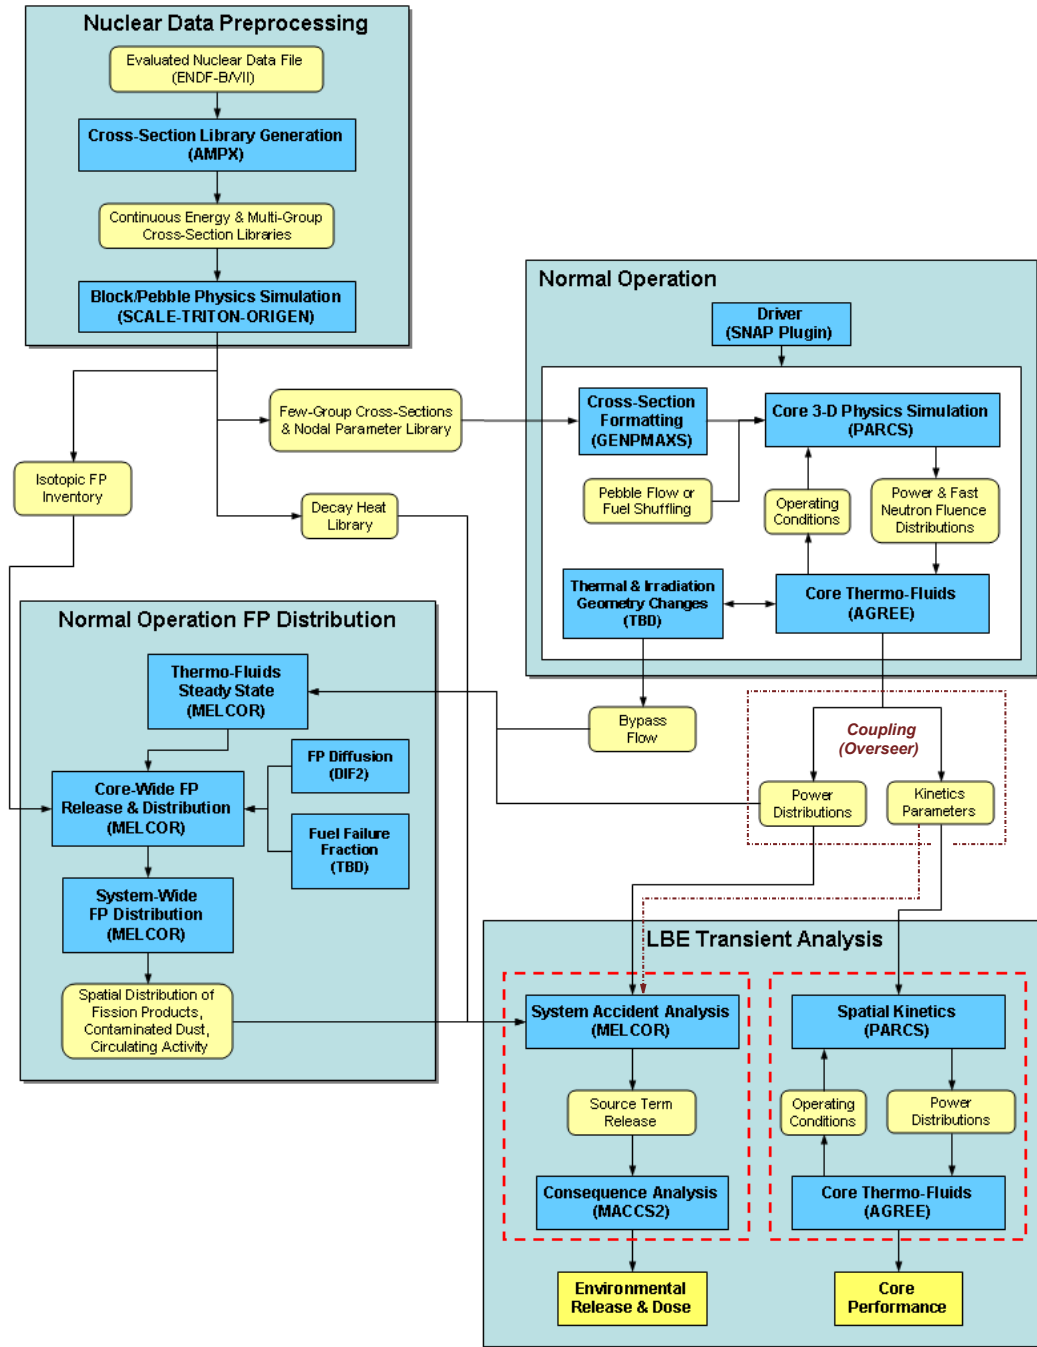 Nuclear Data Preprocessing
Evaluated Nuclear Data File
(ENDF-B/VII)
Cross-Section Library Generation
(AMPX)
Continuous Energy & Multi-Group
Cross-Section Libraries
Block/Pebble Physics Simulation
(SCALE-TRITON-ORIGEN)
Few-Group Cross-Sections
& Nodal Parameter Library
Isotopic FP
Inventory
Decay Heat
Library
Normal Operation
Driver
(SNAP Plugin)
Cross-Section
Formatting
(GENPMAXS)
Core 3-D Physics Simulation
(PARCS)
Pebble Flow or
Fuel Shuffling
Operating
Conditions
Power & Fast
Neutron Fluence
Distributions
Thermal & Irradiation
Geometry Changes
(TBD)
Core Thermo-Fluids
(AGREE)
Bypass
Flow
Coupling
(Overseer)
Power
Distributions
Kinetics
Parameters
Normal Operation FP Distribution
Thermo-Fluids
Steady State
(MELCOR)
FP Diffusion
(DIF2)
Core-Wide FP
Release & Distribution
(MELCOR)
Fuel Failure
Fraction
(TBD)
System-Wide
FP Distribution
(MELCOR)
Spatial Distribution of
Fission Products,
Contaminated Dust,
Circulating Activity
LBE Transient Analysis
System Accident Analysis
(MELCOR)
Spatial Kinetics
(PARCS)
Source Term
Release
Operating
Conditions
Power
Distributions
Consequence Analysis
(MACCS2)
Core Thermo-Fluids
(AGREE)
Environmental
Release & Dose
Core
Performance